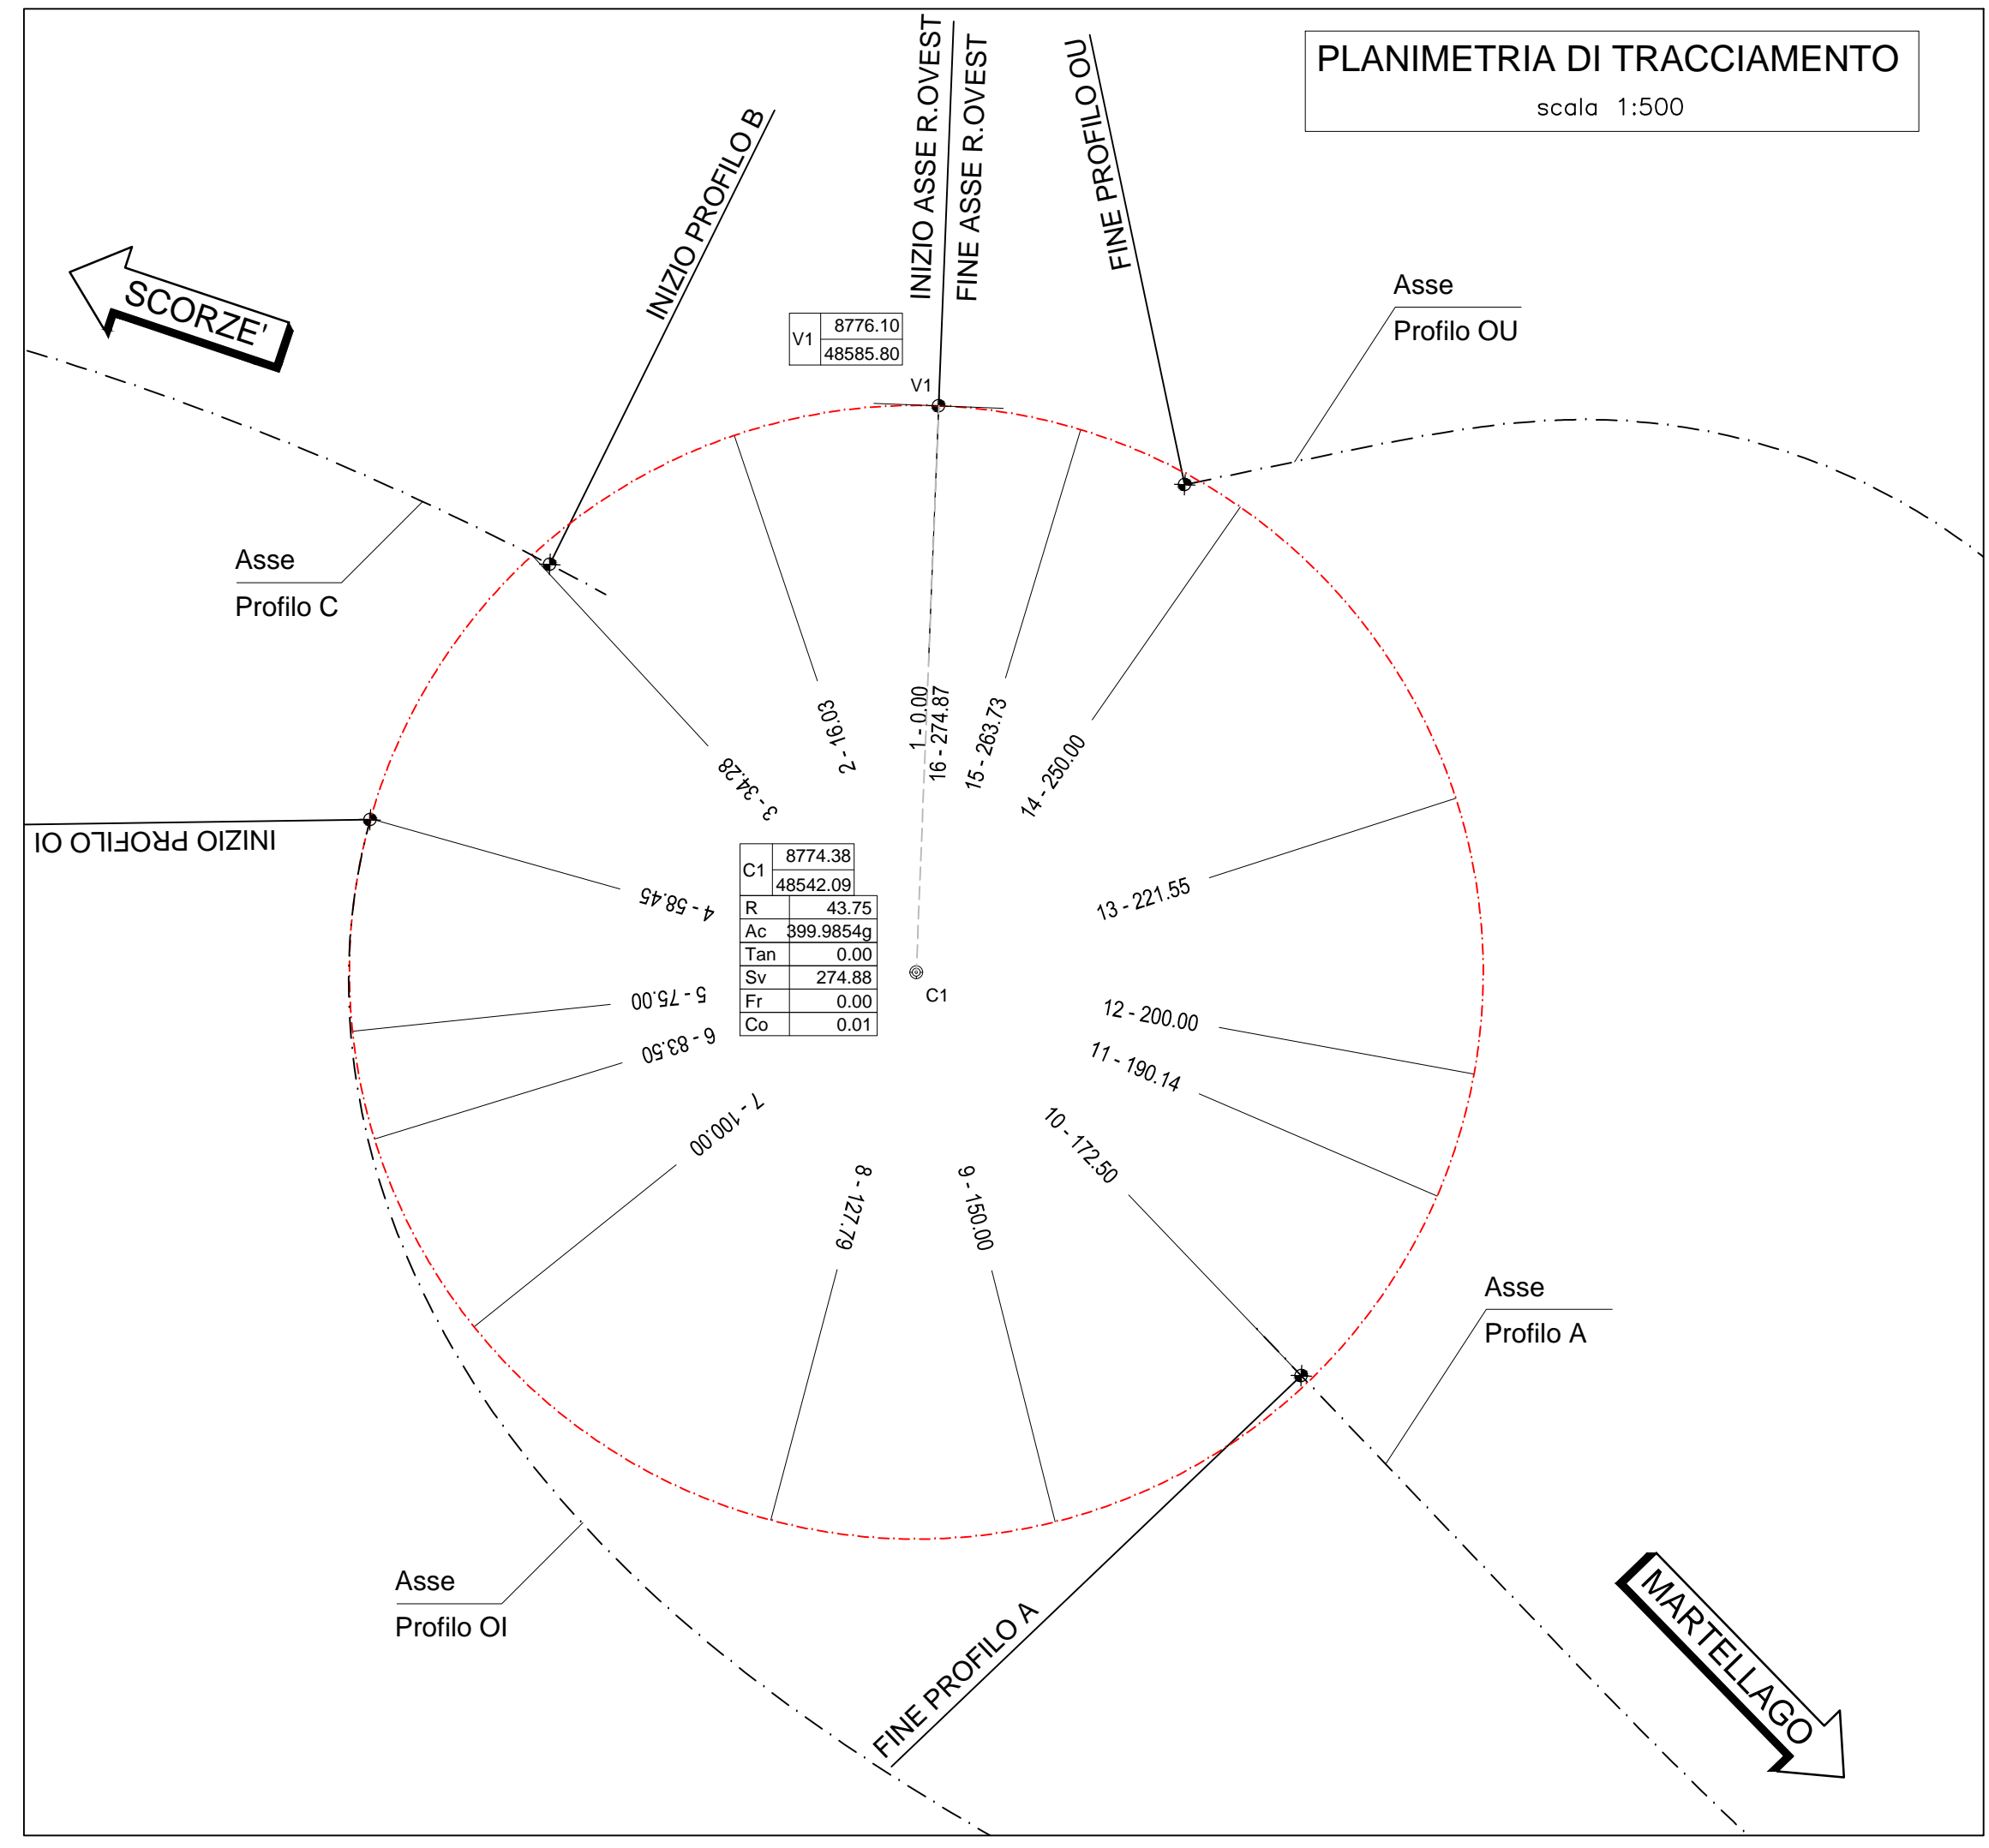 PLANIMETRIA DI TRACCIAMENTO
scala 1:500
INIZIO ASSE R.OVEST
FINE ASSE R.OVEST
FINE PROFILO OU
INIZIO PROFILO B
SCORZE'
Asse
Profilo OU
V1
8776.10
48585.80
V1
Asse
Profilo C
1 - 0.00
16 - 274.87
2 - 16.03
15 - 263.73
14 - 250.00
3 - 34.28
INIZIO PROFILO OI
4 - 58.45
13 - 221.55
C1
8774.38
48542.09
R 43.75
Ac 399.9854g
Tan 0.00
Sv 274.88
Fr 0.00
Co 0.01
C1
5 - 75.00
12 - 200.00
6 - 83.50
11 - 190.14
7 - 100.00
10 - 172.50
8 - 127.79
9 - 150.00
Asse
Profilo A
Asse
Profilo OI
FINE PROFILO A
MARTELLAGO